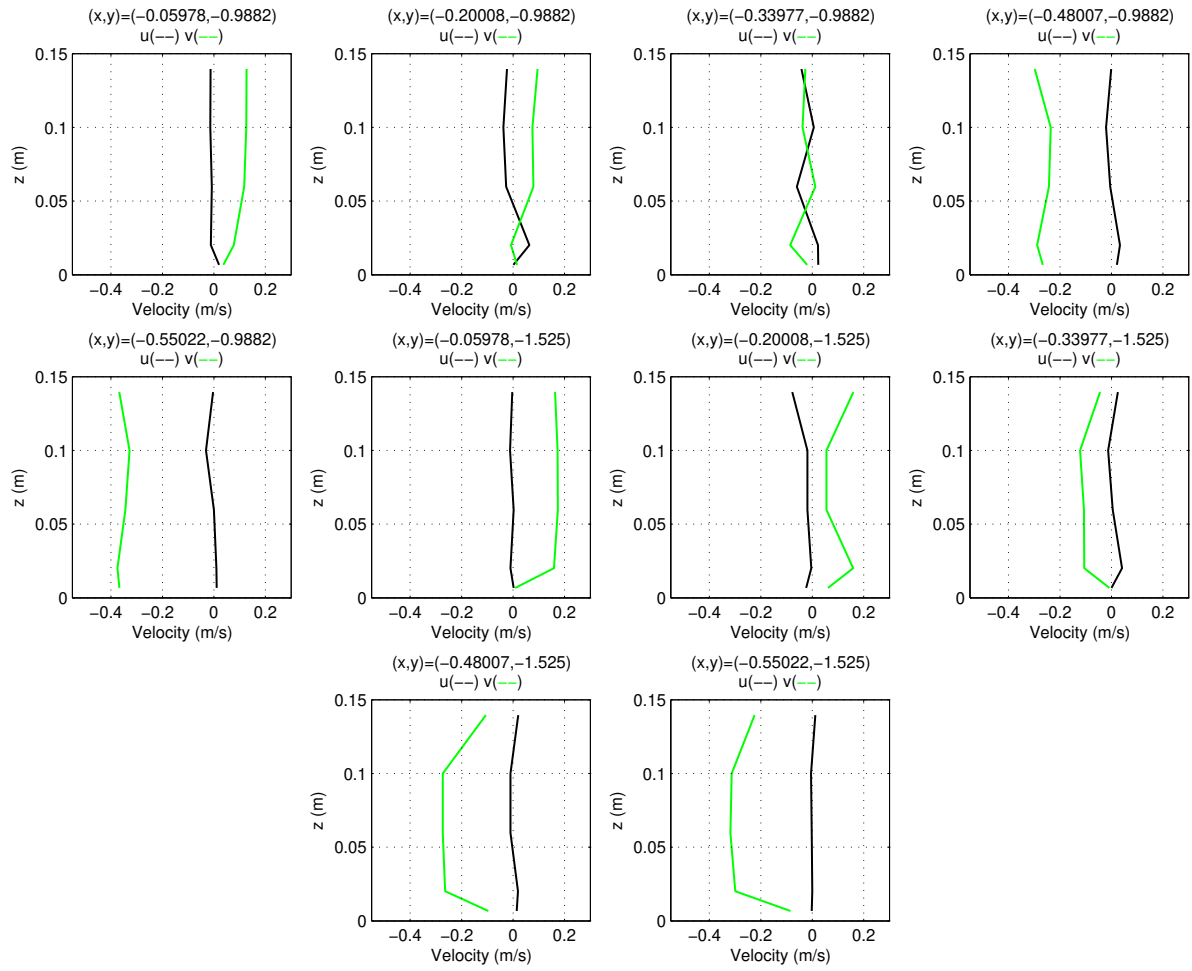 (x,y)=(−0.05978,−0.9882)
u(−−) v(−−)
0.15
0.1
0.05
0
z (m)
−0.4 −0.2 0 0.2
Velocity (m/s)
(x,y)=(−0.20008,−0.9882)
u(−−) v(−−)
0.15
0.1
0.05
0
z (m)
−0.4 −0.2 0 0.2
Velocity (m/s)
(x,y)=(−0.33977,−0.9882)
u(−−) v(−−)
0.15
0.1
0.05
0
z (m)
−0.4 −0.2 0 0.2
Velocity (m/s)
(x,y)=(−0.48007,−0.9882)
u(−−) v(−−)
0.15
0.1
0.05
0
z (m)
−0.4 −0.2 0 0.2
Velocity (m/s)
(x,y)=(−0.55022,−0.9882)
u(−−) v(−−)
0.15
0.1
0.05
0
z (m)
−0.4 −0.2 0 0.2
Velocity (m/s)
(x,y)=(−0.05978,−1.525)
u(−−) v(−−)
0.15
0.1
0.05
0
z (m)
−0.4 −0.2 0 0.2
Velocity (m/s)
(x,y)=(−0.20008,−1.525)
u(−−) v(−−)
0.15
0.1
0.05
0
z (m)
−0.4 −0.2 0 0.2
Velocity (m/s)
(x,y)=(−0.33977,−1.525)
u(−−) v(−−)
0.15
0.1
0.05
0
z (m)
−0.4 −0.2 0 0.2
Velocity (m/s)
(x,y)=(−0.48007,−1.525)
u(−−) v(−−)
0.15
0.1
0.05
0
z (m)
−0.4 −0.2 0 0.2
Velocity (m/s)
(x,y)=(−0.55022,−1.525)
u(−−) v(−−)
0.15
0.1
0.05
0
z (m)
−0.4 −0.2 0 0.2
Velocity (m/s)